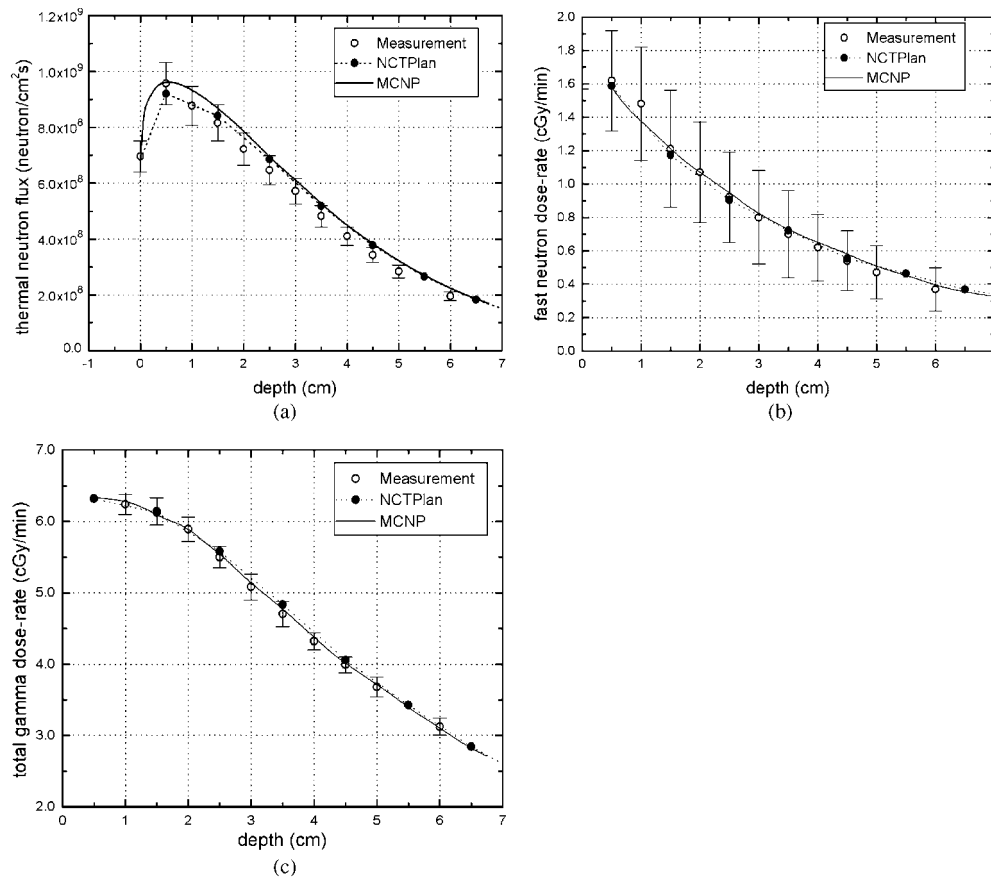 1.2x10⁹
1.0x10⁹
8.0x10⁸
6.0x10⁸
4.0x10⁸
2.0x10⁸
0.0
thermal neutron flux (neutron/cm²s)
Measurement
NCTPlan
MCNP
-1 0 1 2 3 4 5 6 7
depth (cm)
(a)
2.0
1.8
1.6
1.4
1.2
1.0
0.8
0.6
0.4
0.2
0.0
fast neutron dose-rate (cGy/min)
Measurement
NCTPlan
MCNP
0 1 2 3 4 5 6
depth (cm)
(b)
7.0
6.0
5.0
4.0
3.0
2.0
total gamma dose-rate (cGy/min)
Measurement
NCTPlan
MCNP
0 1 2 3 4 5 6 7
depth (cm)
(c)